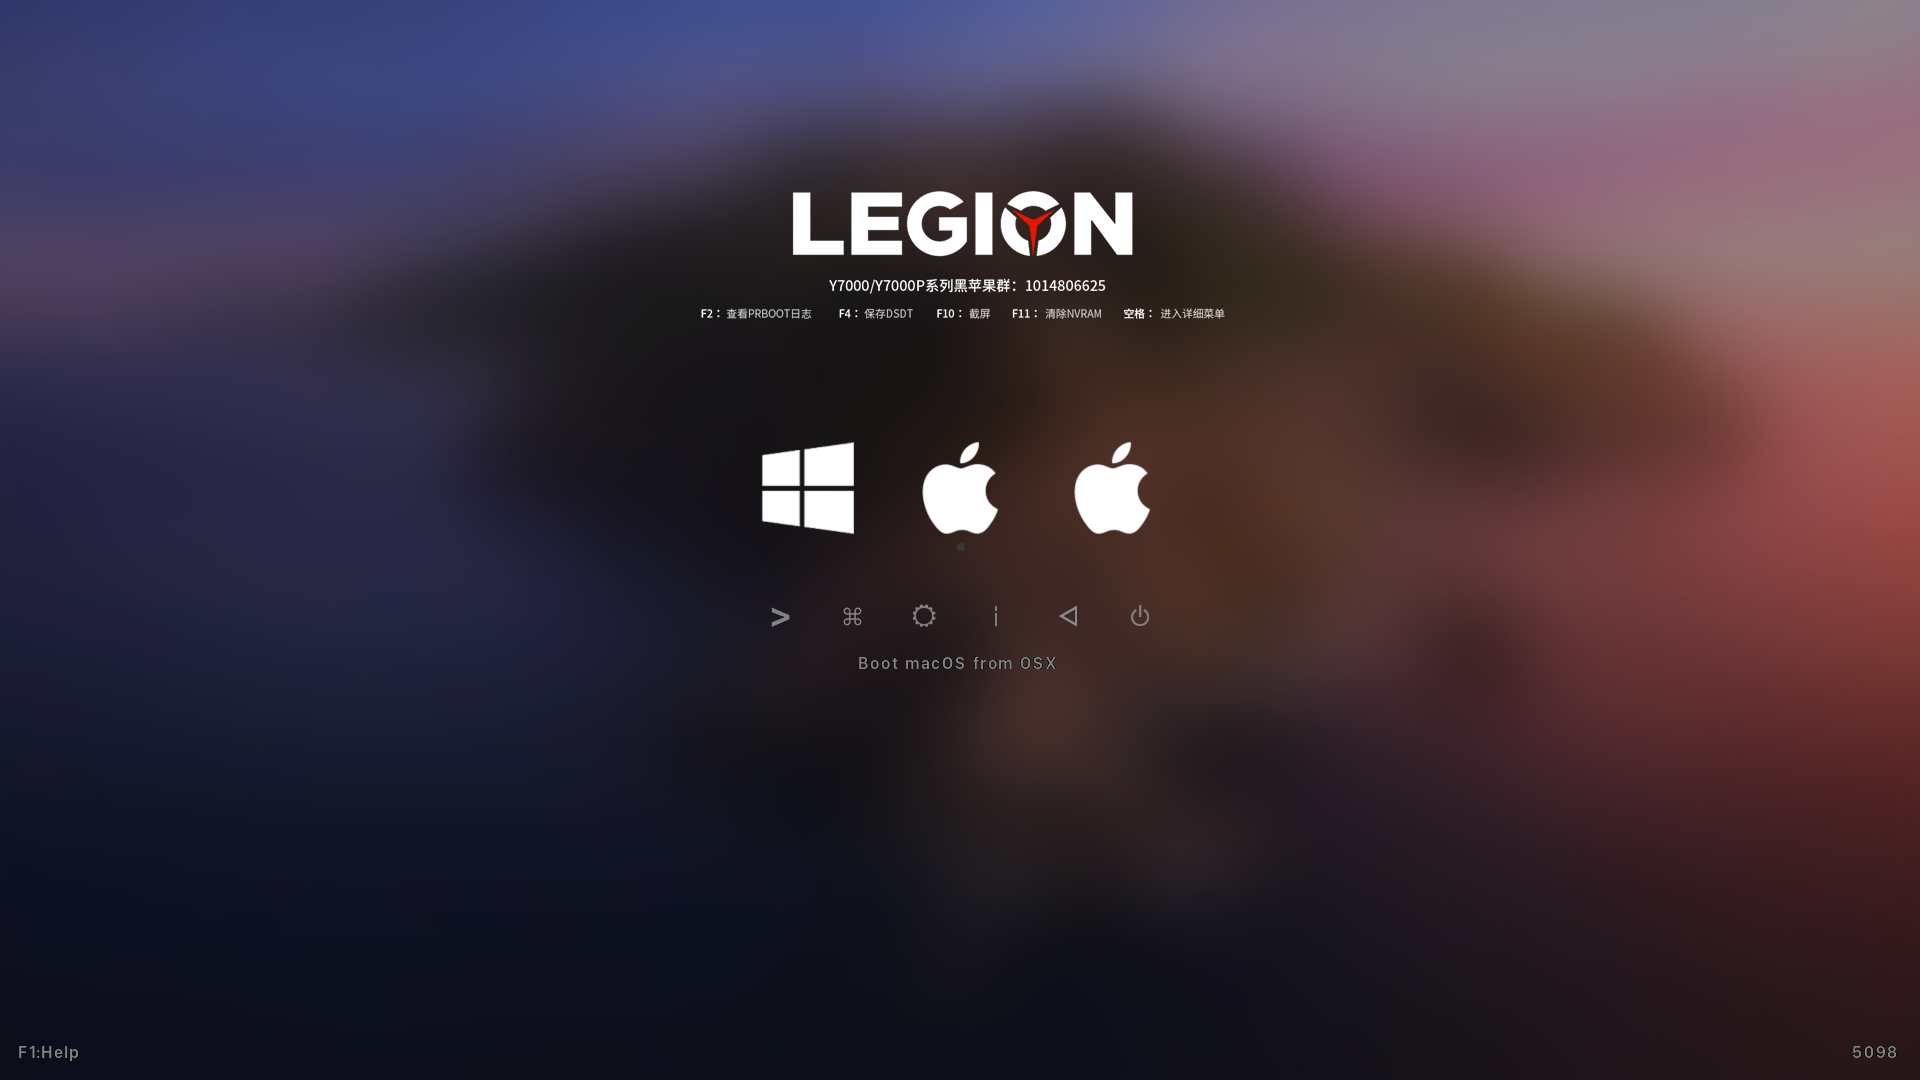 LEGION
Y7000/Y7000P系列黑苹果群：1014806625
F2： 查看PRBOOT日志 F4： 保存DSDT F10： 截屏 F11： 清除NVRAM 空格： 进入详细菜单
Boot macOS from OSX
F1:Help
5098